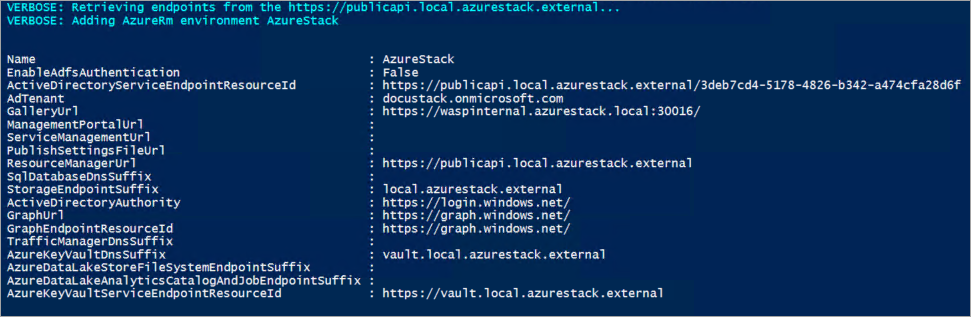 VERBOSE: Retrieving endpoints from the https://publicapi.local.azurestack.external...
VERBOSE: Adding AzureRm environment AzureStack
Name : AzureStack
EnableAdfsAuthentication : False
ActiveDirectoryServiceEndpointResourceId : https://publicapi.local.azurestack.external/3deb7cd4-5178-4826-b342-a474cfa28d6f
AdTenant : docustack.onmicrosoft.com
GalleryUrl : https://waspinternal.azurestack.local:30016/
ManagementPortalUrl :
ServiceManagementUrl :
PublishSettingsFileUrl :
ResourceManagerUrl : https://publicapi.local.azurestack.external
SqlDatabaseDnsSuffix :
StorageEndpointSuffix : local.azurestack.external
ActiveDirectoryAuthority : https://login.windows.net/
GraphUrl : https://graph.windows.net/
GraphEndpointResourceId : https://graph.windows.net/
TrafficManagerDnsSuffix :
AzureKeyVaultDnsSuffix : vault.local.azurestack.external
AzureDataLakeStoreFileSystemEndpointSuffix :
AzureDataLakeAnalyticsCatalogAndJobEndpointSuffix :
AzureKeyVaultServiceEndpointResourceId : https://vault.local.azurestack.external